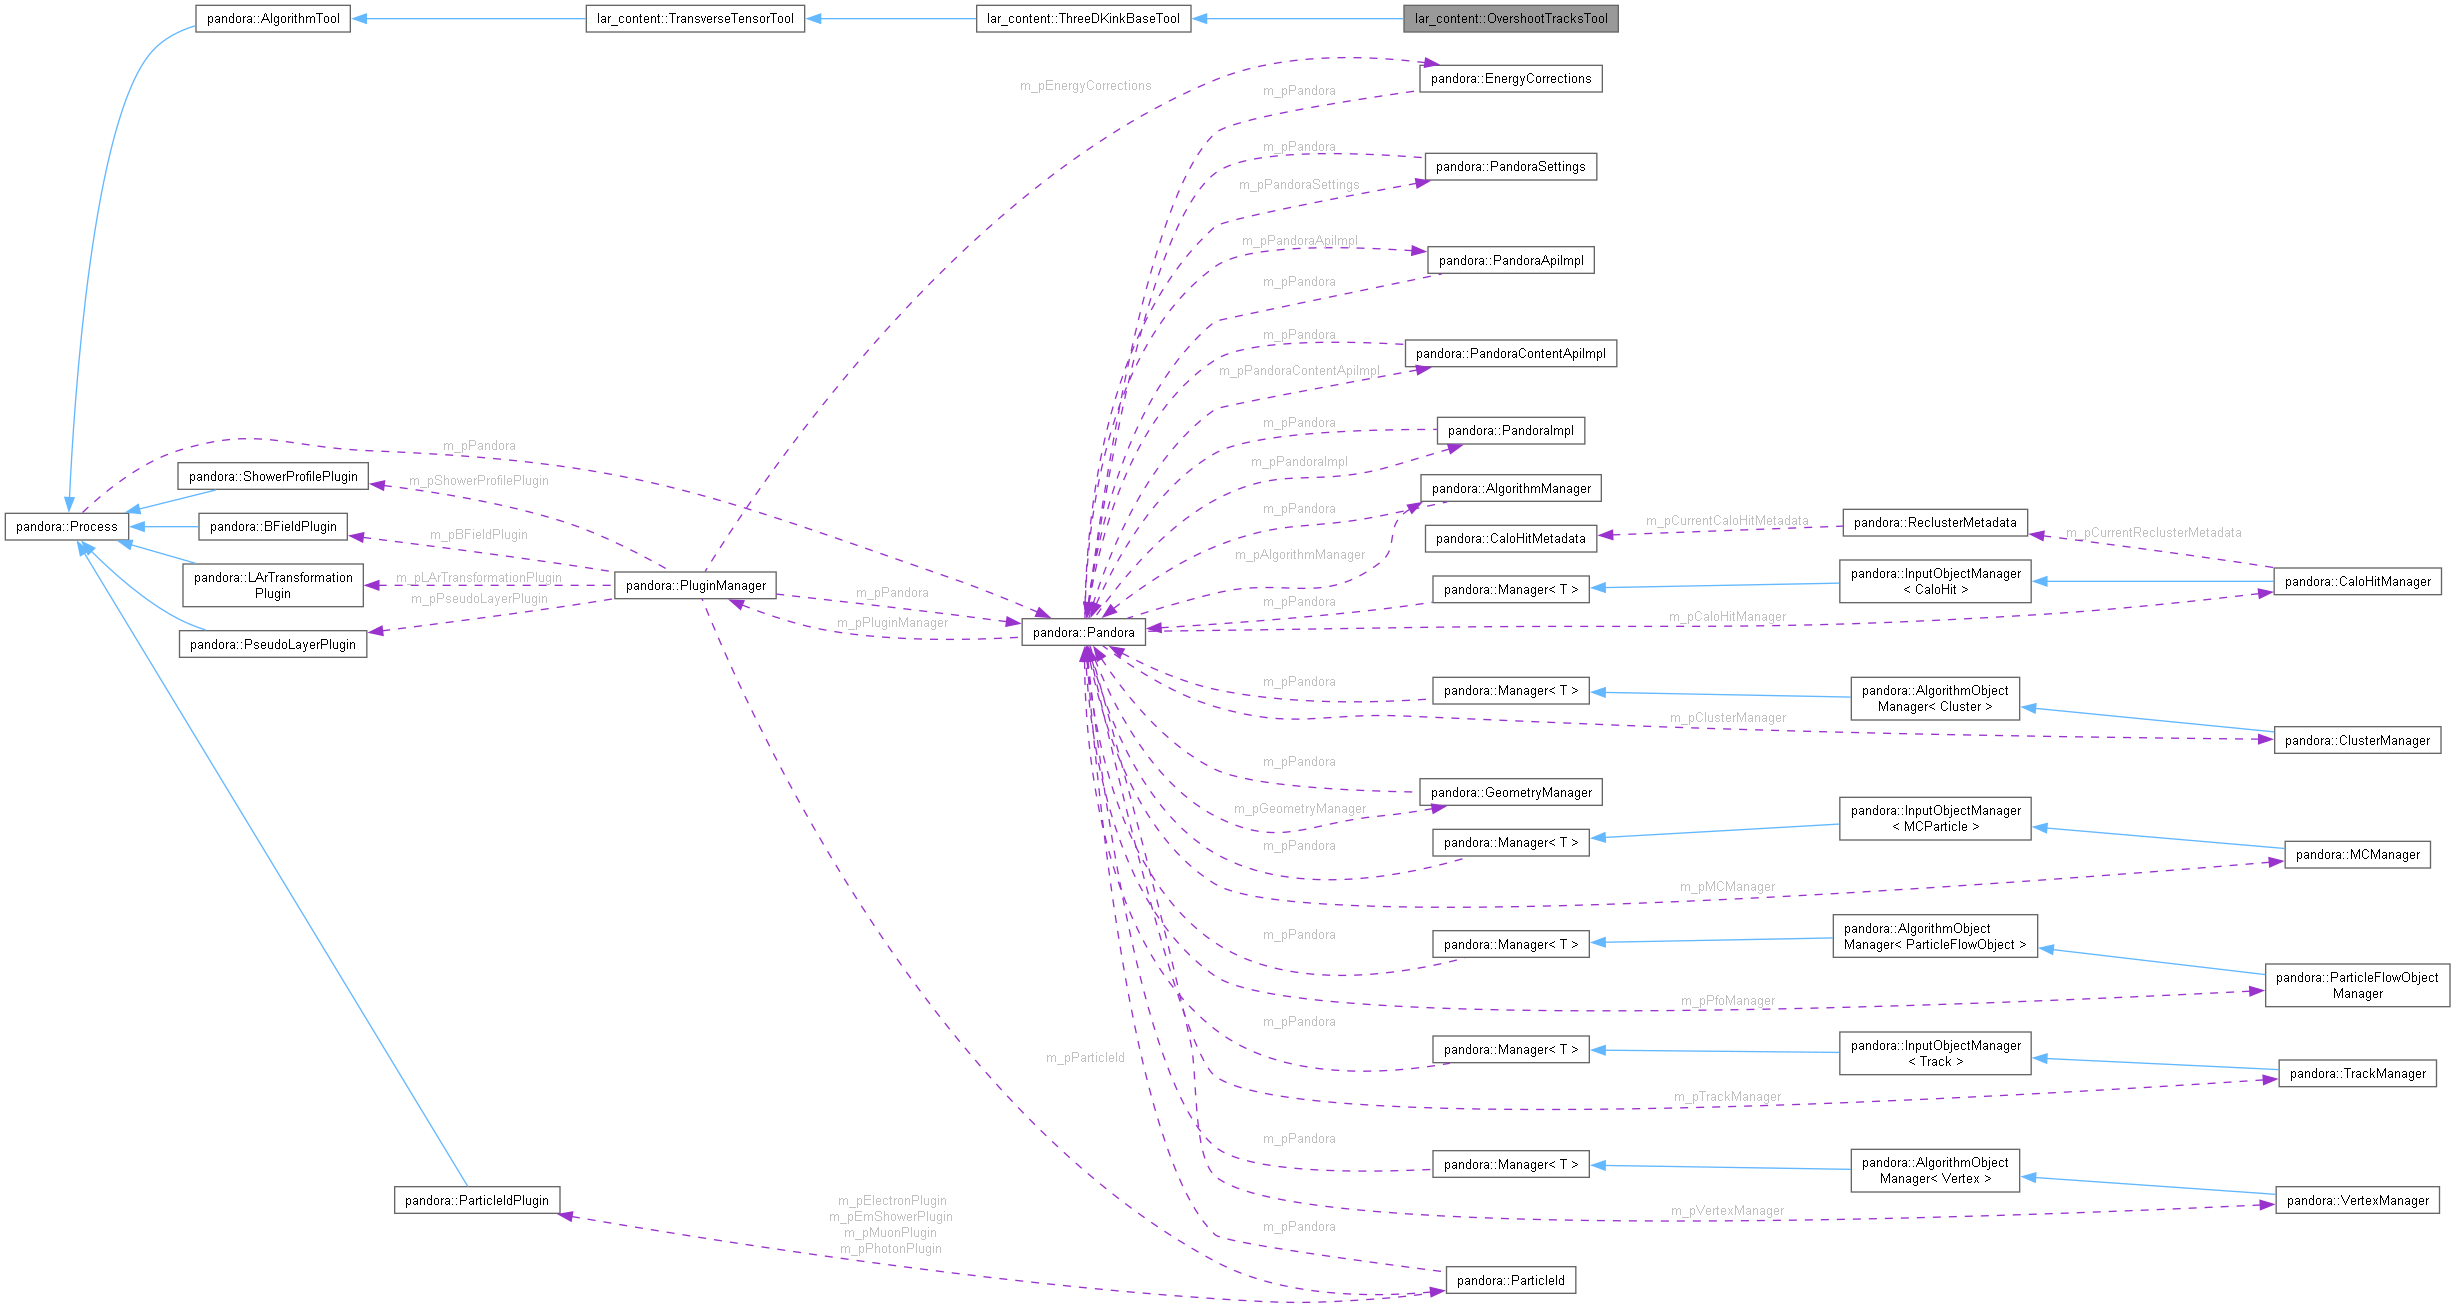 pandora::AlgorithmTool
lar_content::TransverseTensorTool
lar_content::ThreeDKinkBaseTool
lar_content::OvershootTracksTool
m_pEnergyCorrections
pandora::EnergyCorrections
m_pPandora
m_pPandora
pandora::PandoraSettings
m_pPandoraSettings
m_pPandoraApiImpl
pandora::PandoraApiImpl
m_pPandora
m_pPandora
pandora::PandoraContentApiImpl
m_pPandoraContentApiImpl
m_pPandora
pandora::PandoraImpl
m_pPandora
m_pPandoraImpl
pandora::ShowerProfilePlugin
m_pShowerProfilePlugin
pandora::AlgorithmManager
m_pPandora
pandora::Process
pandora::BFieldPlugin
m_pBFieldPlugin
m_pAlgorithmManager
pandora::CaloHitMetadata
m_pCurrentCaloHitMetadata
pandora::ReclusterMetadata
m_pCurrentReclusterMetadata
pandora::LArTransformation
Plugin
m_pLArTransformationPlugin
m_pPseudoLayerPlugin
pandora::PluginManager
m_pPandora
m_pPluginManager
m_pPandora
pandora::Manager< T >
pandora::InputObjectManager
< CaloHit >
pandora::CaloHitManager
m_pCaloHitManager
pandora::PseudoLayerPlugin
pandora::Pandora
m_pPandora
pandora::Manager< T >
pandora::AlgorithmObject
Manager< Cluster >
m_pClusterManager
pandora::ClusterManager
m_pPandora
pandora::GeometryManager
m_pGeometryManager
m_pPandora
pandora::Manager< T >
pandora::InputObjectManager
< MCParticle >
pandora::MCManager
m_pMCManager
m_pPandora
pandora::Manager< T >
pandora::AlgorithmObject
Manager< ParticleFlowObject >
pandora::ParticleFlowObject
Manager
m_pPfoManager
m_pPandora
m_pParticleId
pandora::Manager< T >
pandora::InputObjectManager
< Track >
pandora::TrackManager
m_pTrackManager
m_pPandora
pandora::Manager< T >
pandora::AlgorithmObject
Manager< Vertex >
pandora::VertexManager
m_pVertexManager
pandora::ParticleIdPlugin
m_pElectronPlugin
m_pEmShowerPlugin
m_pMuonPlugin
m_pPhotonPlugin
m_pPandora
pandora::ParticleId